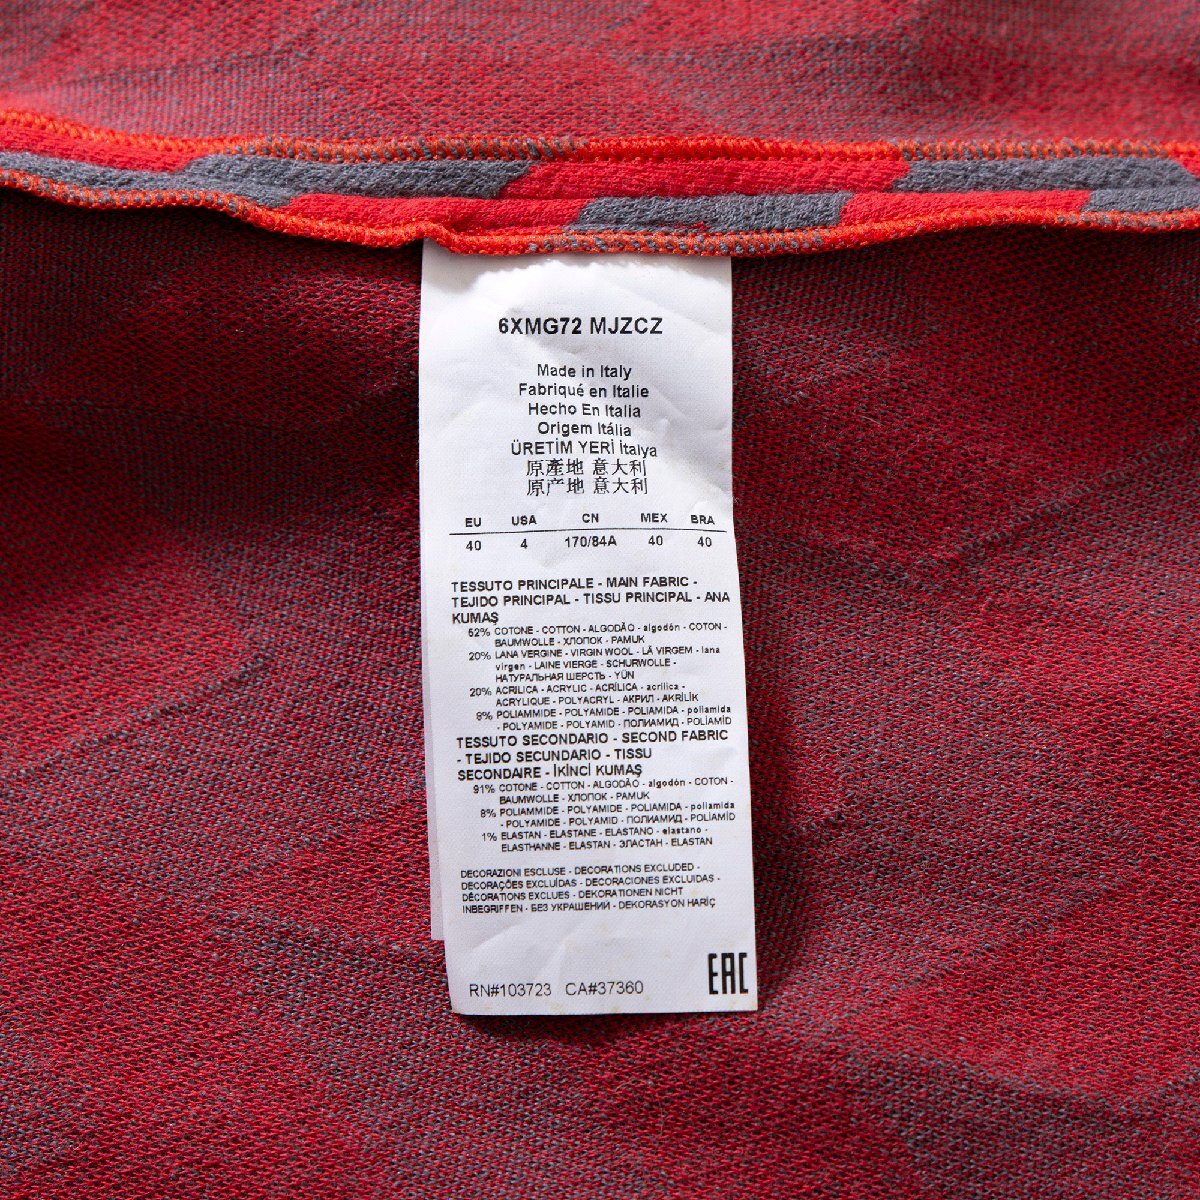 6XMG72 MJZCZ
Made in Italy
Fabriqué en Italie
Hecho En Italia
Origem Itália
ÜRETİM YERİ İtalya
原產地 意大利
原产地 意大利
EU USA CN MEX BRA
40 4 170/84A 40 40
TESSUTO PRINCIPALE - MAIN FABRIC -
TEJIDO PRINCIPAL - TISSU PRINCIPAL - ANA
KUMAŞ
52% COTONE - COTTON - ALGODÃO - algodón - COTON -
BAUMWOLLE - ХЛОПОК - PAMUK
20% LANA VERGINE - VIRGIN WOOL - LÃ VIRGEM - lana
virgen - LAINE VIERGE - SCHURWOLLE -
НАТУРАЛЬНАЯ ШЕРСТЬ - YÜN
20% ACRILICA - ACRYLIC - ACRÍLICA - acrílica -
ACRYLIQUE - POLYACRYL - АКРИЛ - AKRİLİK
8% POLIAMMIDE - POLYAMIDE - POLIAMIDA - poliamida
- POLYAMIDE - POLYAMID - ПОЛИАМИД - POLİAMİD
TESSUTO SECONDARIO - SECOND FABRIC
- TEJIDO SECUNDARIO - TISSU
SECONDAIRE - İKİNCİ KUMAŞ
91% COTONE - COTTON - ALGODÃO - algodón - COTON -
BAUMWOLLE - ХЛОПОК - PAMUK
8% POLIAMMIDE - POLYAMIDE - POLIAMIDA - poliamida
- POLYAMIDE - POLYAMID - ПОЛИАМИД - POLİAMİD
1% ELASTAN - ELASTANE - ELASTANO - elastano -
ELASTHANNE - ELASTAN - ЭЛАСТАН - ELASTAN
DECORAZIONI ESCLUSE - DECORATIONS EXCLUDED -
DECORAÇÕES EXCLUÍDAS - DECORACIONES EXCLUIDAS -
DÉCORATIONS EXCLUES - DEKORATIONEN NICHT
INBEGRIFFEN - БЕЗ УКРАШЕНИЙ - DEKORASYON HARİÇ
RN#103723 CA#37360 EAC